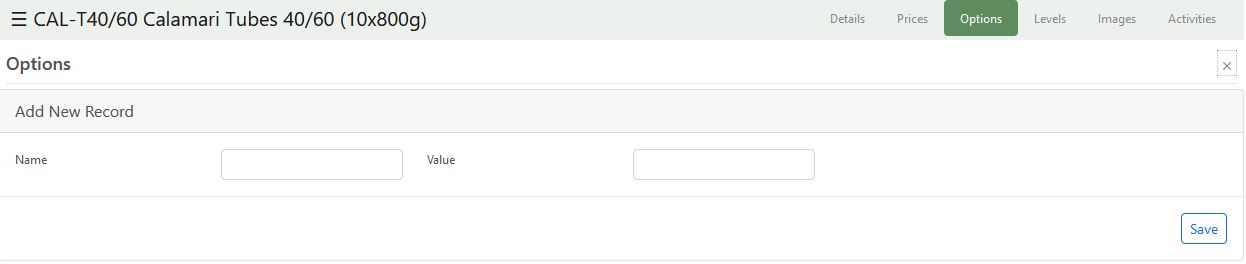 ☰ CAL-T40/60 Calamari Tubes 40/60 (10x800g) Details Prices Options Levels Images Activities
Options ×
Add New Record
Name Value
Save